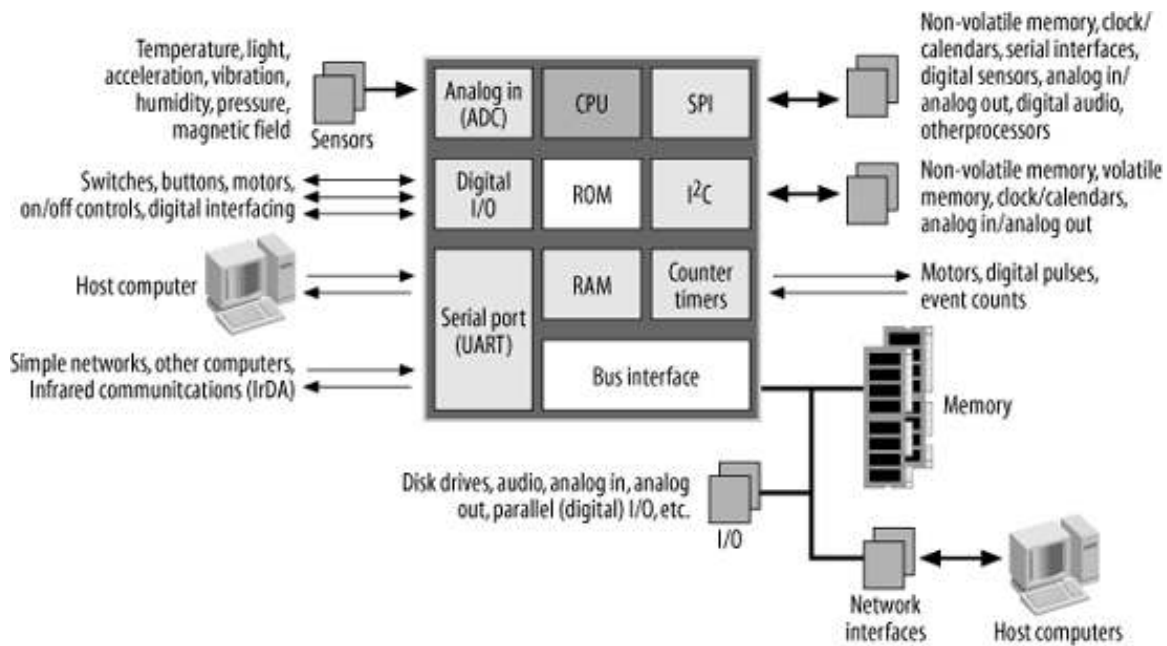 Temperature, light,
acceleration, vibration,
humidity, pressure,
magnetic field
Sensors
Analog in
(ADC)
CPU
SPI
Non-volatile memory, clock/
calendars, serial interfaces,
digital sensors, analog in/
analog out, digital audio,
otherprocessors
Switches, buttons, motors,
on/off controls, digital interfacing
Digital
I/O
ROM
I²C
Non-volatile memory, volatile
memory, clock/calendars,
analog in/analog out
Host computer
Serial port
(UART)
RAM
Counter
timers
Motors, digital pulses,
event counts
Simple networks, other computers,
Infrared communitcations (IrDA)
Bus interface
Memory
Disk drives, audio, analog in, analog
out, parallel (digital) I/O, etc.
I/O
Network
interfaces
Host computers